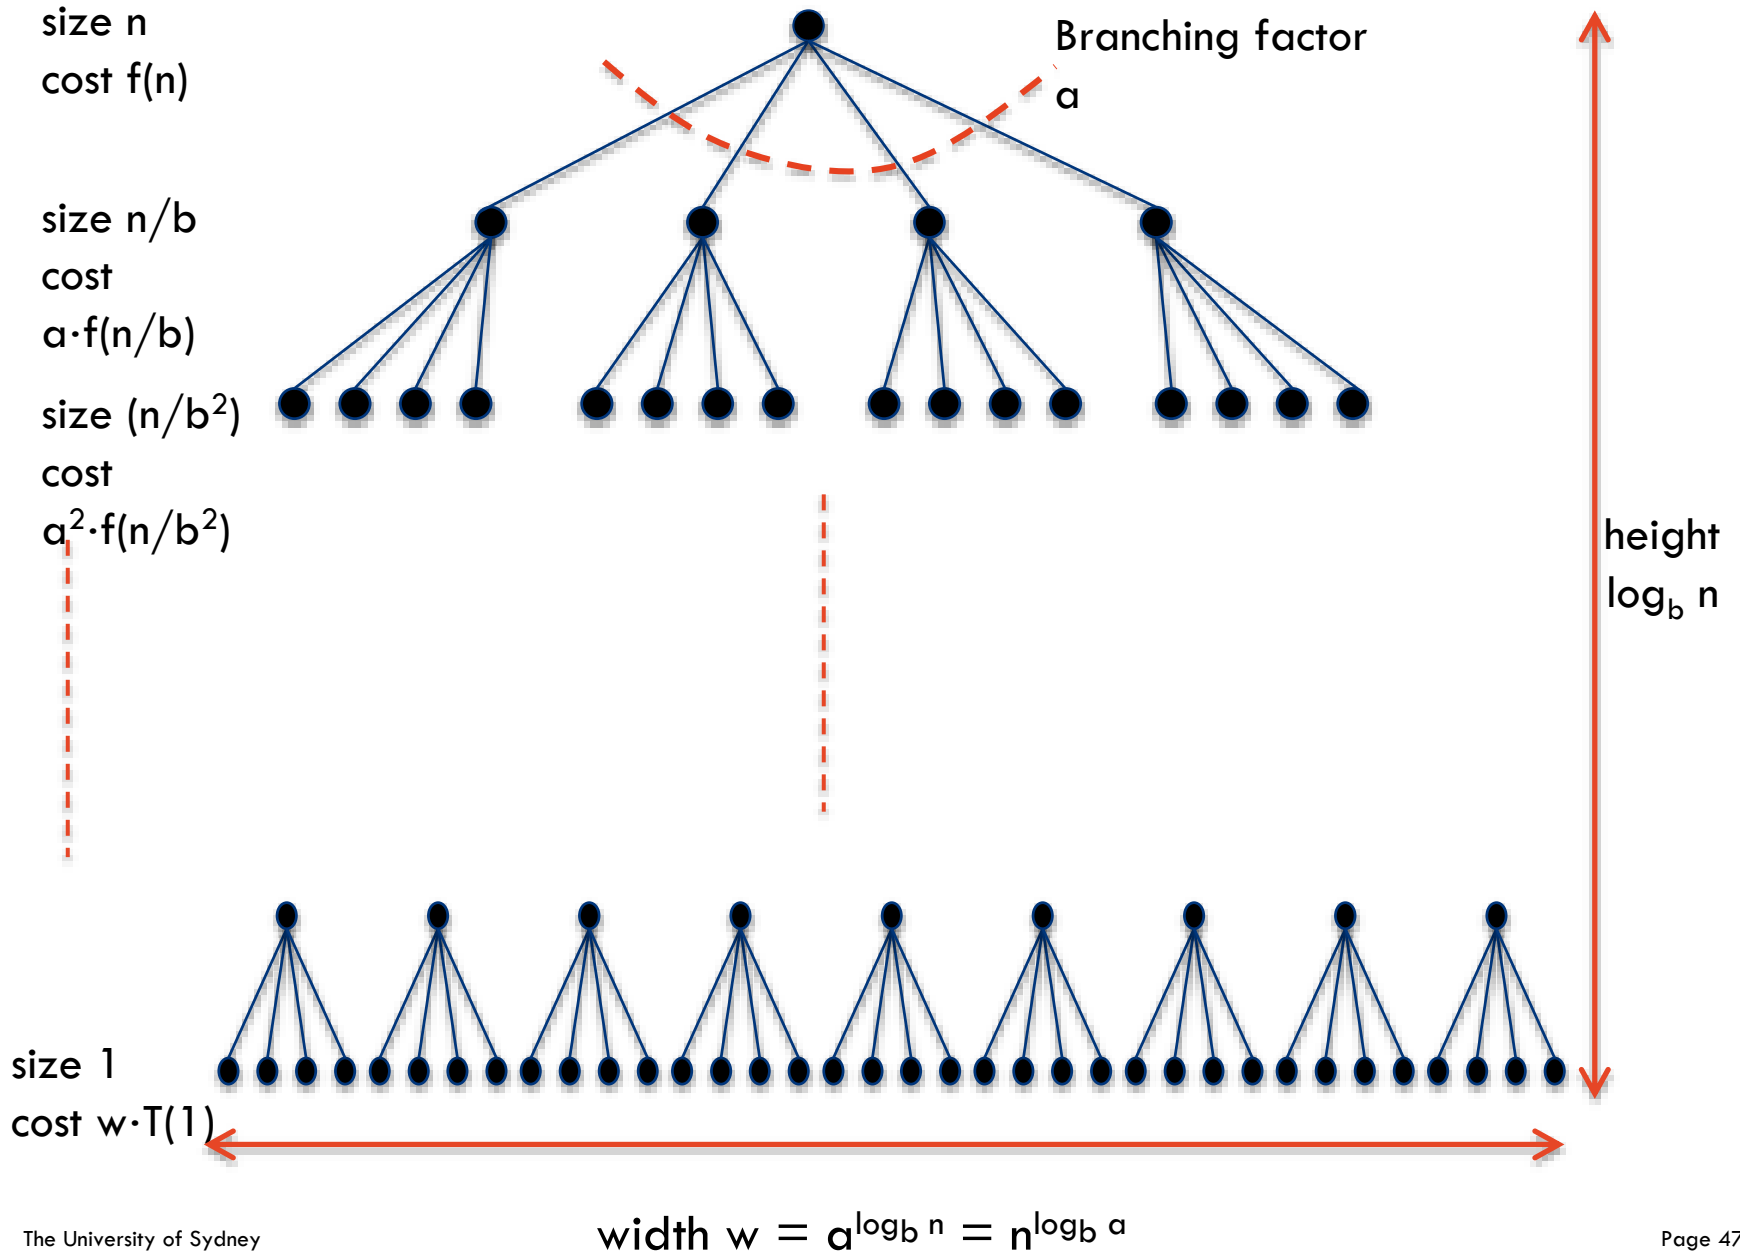 size n
cost f(n)
Branching factor
a
size n/b
cost
a·f(n/b)
size (n/b²)
cost
a²·f(n/b²)
height
log_b n
size 1
cost w·T(1)
width w = a^(log_b n) = n^(log_b a)
The University of Sydney
Page 47